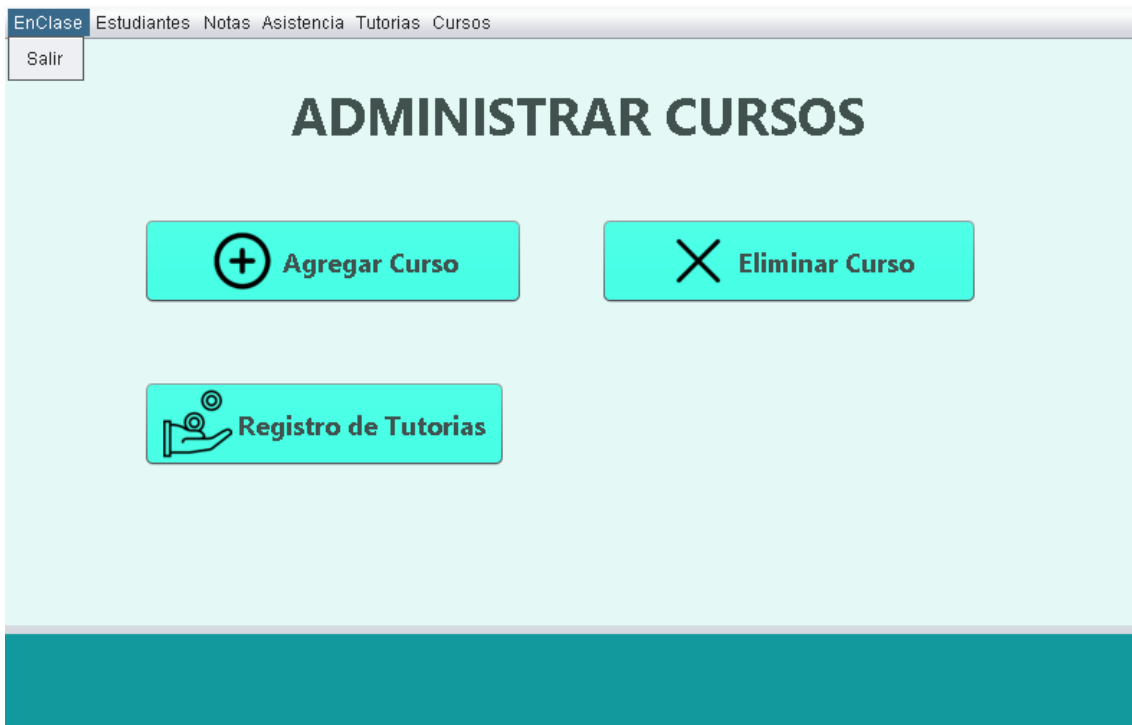 EnClase Estudiantes Notas Asistencia Tutorias Cursos
Salir
ADMINISTRAR CURSOS
Agregar Curso
Eliminar Curso
Registro de Tutorias